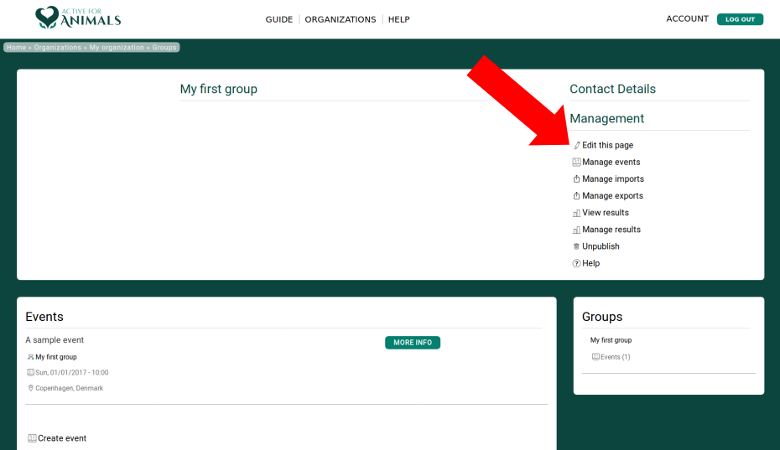 ACTIVE FOR
ANIMALS
GUIDE
ORGANIZATIONS
HELP
ACCOUNT
LOG OUT
Home » Organizations » My organization » Groups
My first group
Contact Details
Management
Edit this page
Manage events
Manage imports
Manage exports
View results
Manage results
Unpublish
Help
Events
A sample event
MORE INFO
My first group
Sun, 01/01/2017 - 10:00
Copenhagen, Denmark
Create event
Groups
My first group
Events (1)